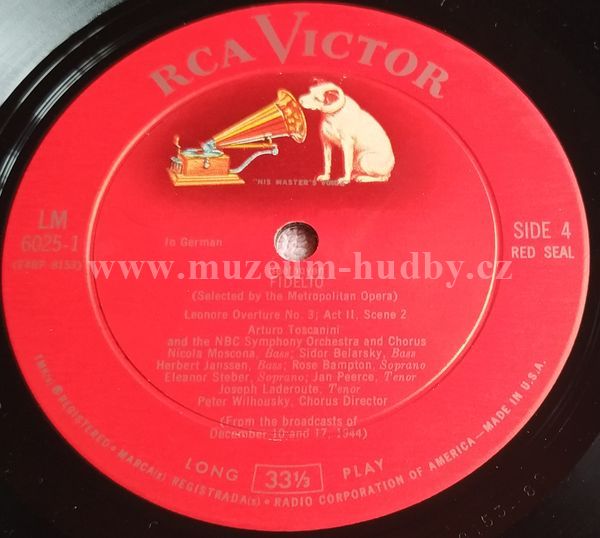 RCA VICTOR
"HIS MASTER'S VOICE"
LM
6025-1
SIDE 4
RED SEAL
In German
www.muzeum-hudby.cz
FIDELIO
(Selected by the Metropolitan Opera)
Leonore Overture No. 3; Act II, Scene 2
Arturo Toscanini
and the NBC Symphony Orchestra and Chorus
Nicola Moscona, Bass; Sidor Belarsky, Bass
Herbert Janssen, Bass; Rose Bampton, Soprano
Eleanor Steber, Soprano; Jan Peerce, Tenor
Joseph Laderoute, Tenor
Peter Wilhousky, Chorus Director
(From the broadcasts of
December 10 and 17, 1944)
LONG 33⅓ PLAY
TMK(s) ® REGISTERED • MARCA(s) REGISTRADA(s) • RADIO CORPORATION OF AMERICA—MADE IN U.S.A.